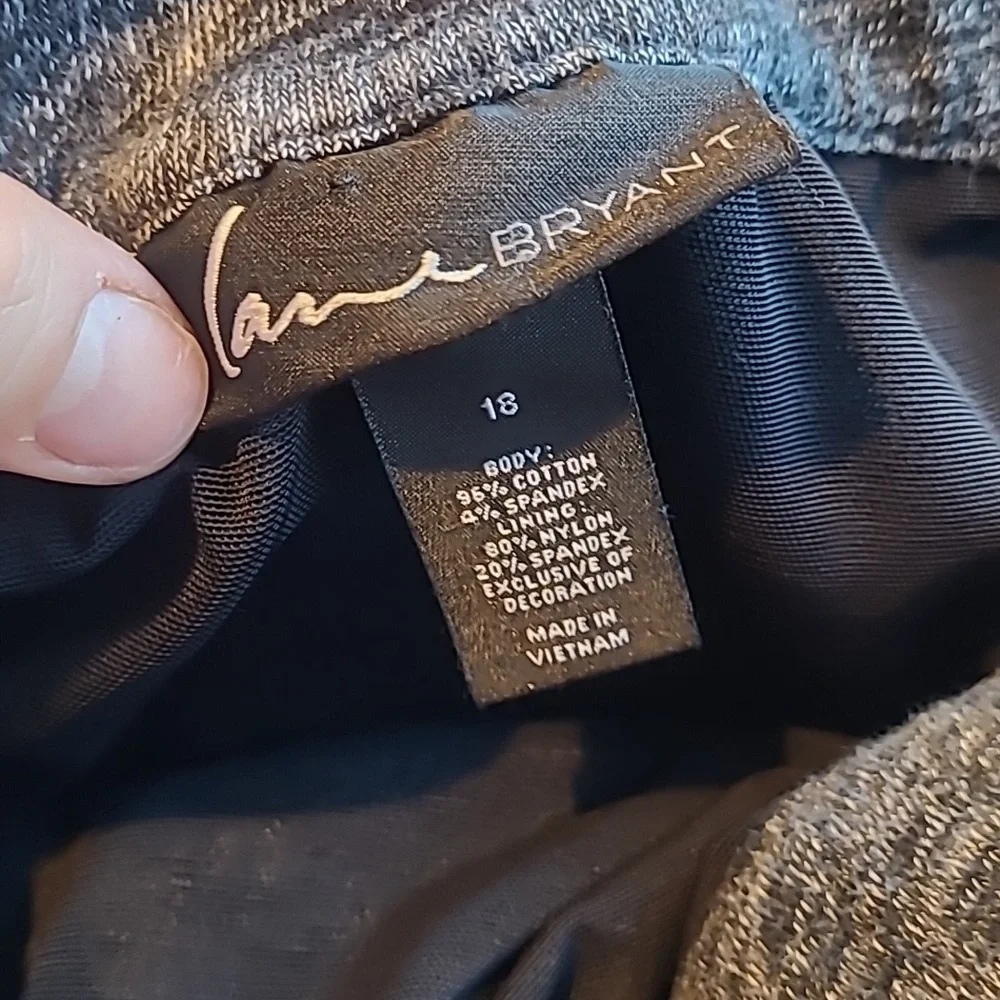 Lane BRYANT
18
BODY:
96% COTTON
4% SPANDEX
LINING:
80% NYLON
20% SPANDEX
EXCLUSIVE OF
DECORATION
MADE IN
VIETNAM